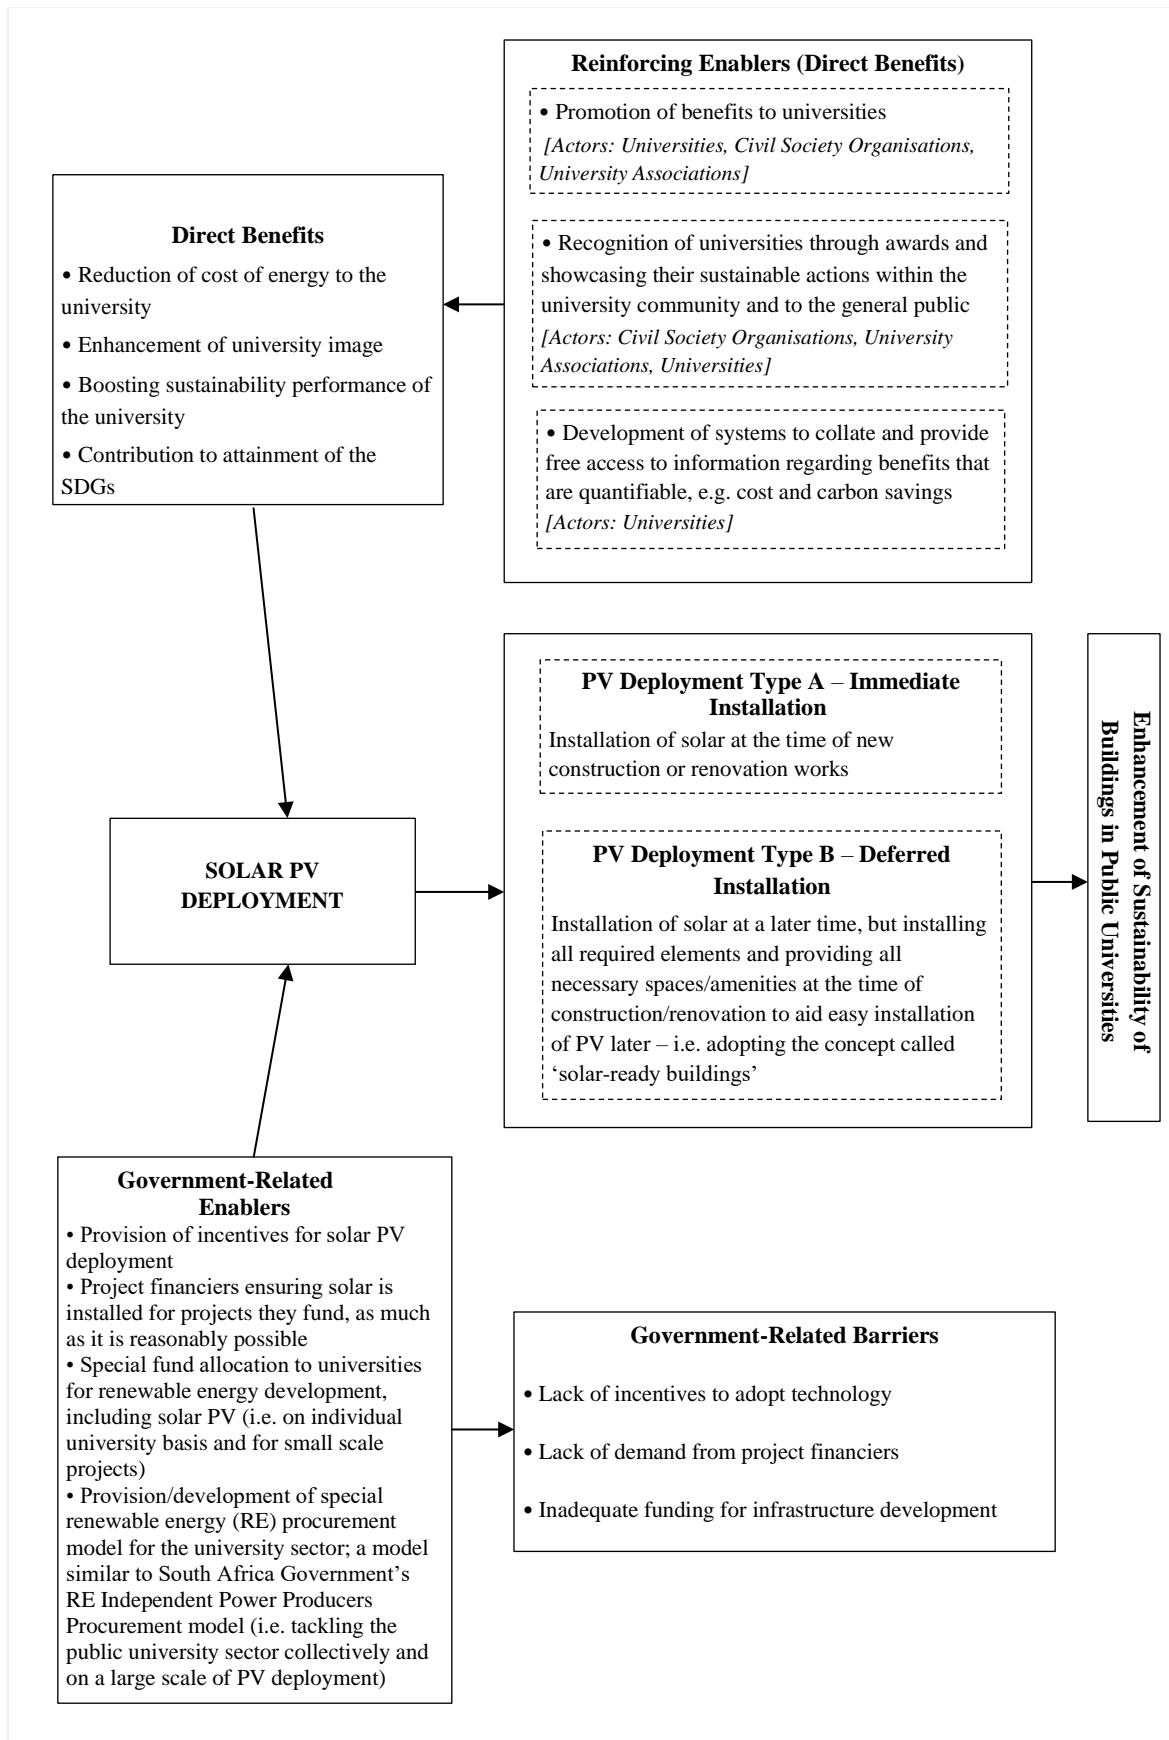 Reinforcing Enablers (Direct Benefits)
• Promotion of benefits to universities
[Actors: Universities, Civil Society Organisations,
University Associations]
• Recognition of universities through awards and
showcasing their sustainable actions within the
university community and to the general public
[Actors: Civil Society Organisations, University
Associations, Universities]
• Development of systems to collate and provide
free access to information regarding benefits that
are quantifiable, e.g. cost and carbon savings
[Actors: Universities]
Direct Benefits
• Reduction of cost of energy to the
university
• Enhancement of university image
• Boosting sustainability performance of
the university
• Contribution to attainment of the
SDGs
SOLAR PV
DEPLOYMENT
PV Deployment Type A – Immediate
Installation
Installation of solar at the time of new
construction or renovation works
PV Deployment Type B – Deferred
Installation
Installation of solar at a later time, but installing
all required elements and providing all
necessary spaces/amenities at the time of
construction/renovation to aid easy installation
of PV later – i.e. adopting the concept called
‘solar-ready buildings’
Enhancement of Sustainability of
Buildings in Public Universities
Government-Related
Enablers
• Provision of incentives for solar PV
deployment
• Project financiers ensuring solar is
installed for projects they fund, as much
as it is reasonably possible
• Special fund allocation to universities
for renewable energy development,
including solar PV (i.e. on individual
university basis and for small scale
projects)
• Provision/development of special
renewable energy (RE) procurement
model for the university sector; a model
similar to South Africa Government’s
RE Independent Power Producers
Procurement model (i.e. tackling the
public university sector collectively and
on a large scale of PV deployment)
Government-Related Barriers
• Lack of incentives to adopt technology
• Lack of demand from project financiers
• Inadequate funding for infrastructure development